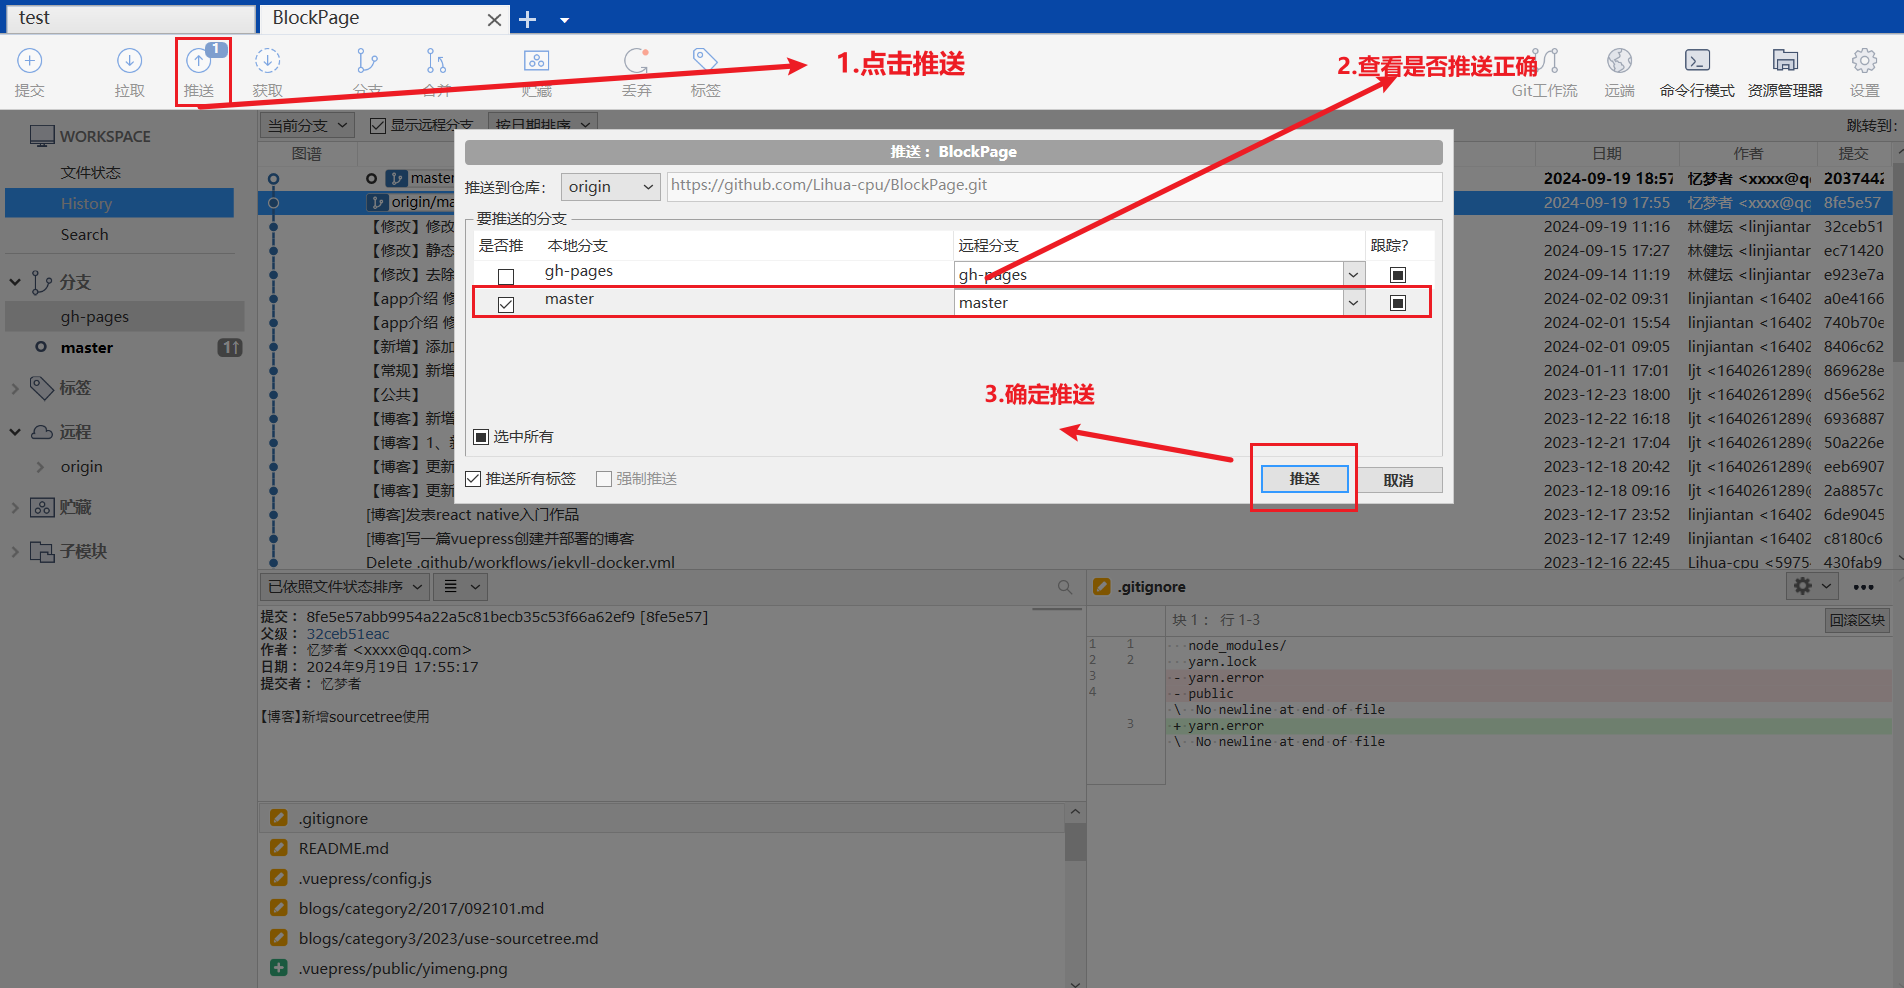 test
BlockPage
提交
拉取
1
推送
获取
分支
合并
贮藏
丢弃
标签
1.点击推送
2.查看是否推送正确
Git工作流
远端
命令行模式
资源管理器
设置
WORKSPACE
文件状态
History
Search
分支
gh-pages
master
1↑
标签
远程
origin
贮藏
子模块
当前分支
显示远程分支
按日期排序
跳转到:
图谱
日期
作者
提交
master
2024-09-19 18:57 忆梦者 <xxxx@q 2037442
origin/ma
2024-09-19 17:55 忆梦者 <xxxx@qq 8fe5e57
【修改】修改
2024-09-19 11:16 林健坛 <linjiantar 32ceb51
【修改】静态
2024-09-15 17:27 林健坛 <linjiantar ec71420
【修改】去除
2024-09-14 11:19 林健坛 <linjiantar e923e7a
【app介绍 修
2024-02-02 09:31 linjiantan <16402 a0e4166
【app介绍 修
2024-02-01 15:54 linjiantan <16402 740b70e
【新增】添加
2024-02-01 09:05 linjiantan <16402 8406c62
【常规】新增
2024-01-11 17:01 ljt <1640261289@ 869628e
【公共】
2023-12-23 18:00 ljt <1640261289@ d56e562
【博客】新增
2023-12-22 16:18 ljt <1640261289@ 6936887
【博客】1、
2023-12-21 17:04 ljt <1640261289@ 50a226e
【博客】更新
2023-12-18 20:42 ljt <1640261289@ eeb6907
【博客】更新
2023-12-18 09:16 ljt <1640261289@ 2a8857c
[博客]发表react native入门作品
2023-12-17 23:52 linjiantan <16402 6de9045
[博客]写一篇vuepress创建并部署的博客
2023-12-17 12:49 linjiantan <16402 c8180c6
Delete .github/workflows/jekyll-docker.yml
2023-12-16 22:45 Lihua-cpu <5975 430fab9
推送： BlockPage
推送到仓库：
origin
https://github.com/Lihua-cpu/BlockPage.git
要推送的分支
是否推
本地分支
远程分支
跟踪?
gh-pages
gh-pages
master
master
3.确定推送
选中所有
推送所有标签
强制推送
推送
取消
已依照文件状态排序
提交： 8fe5e57abb9954a22a5c81becb35c53f66a62ef9 [8fe5e57]
父级： 32ceb51eac
作者： 忆梦者 <xxxx@qq.com>
日期： 2024年9月19日 17:55:17
提交者： 忆梦者
【博客】新增sourcetree使用
.gitignore
README.md
.vuepress/config.js
blogs/category2/2017/092101.md
blogs/category3/2023/use-sourcetree.md
.vuepress/public/yimeng.png
.gitignore
块 1： 行 1-3
回滚区块
1 1 node_modules/
2 2 yarn.lock
3 - yarn.error
4 - public
\ No newline at end of file
3 + yarn.error
\ No newline at end of file